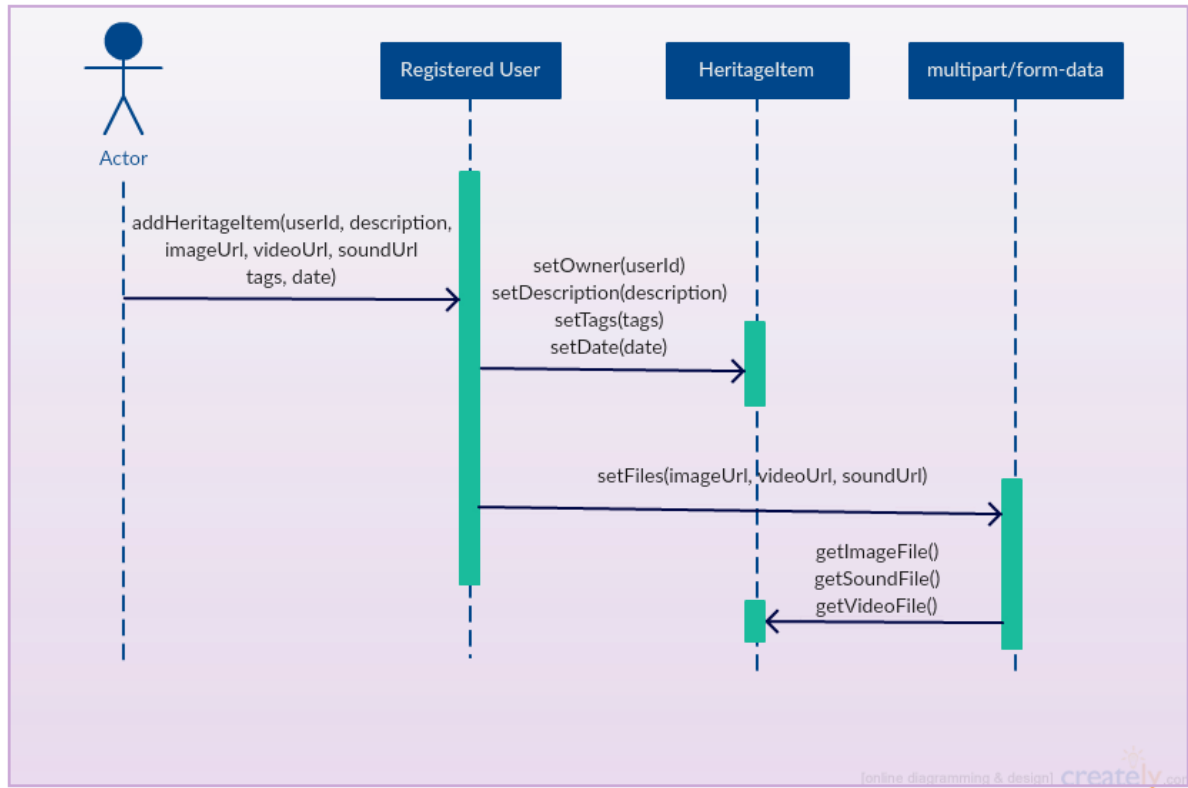 Registered User
HeritageItem
multipart/form-data
Actor
addHeritageItem(userId, description,
imageUrl, videoUrl, soundUrl
tags, date)
setOwner(userId)
setDescription(description)
setTags(tags)
setDate(date)
setFiles(imageUrl, videoUrl, soundUrl)
getImageFile()
getSoundFile()
getVideoFile()
[online diagramming & design] creately.com